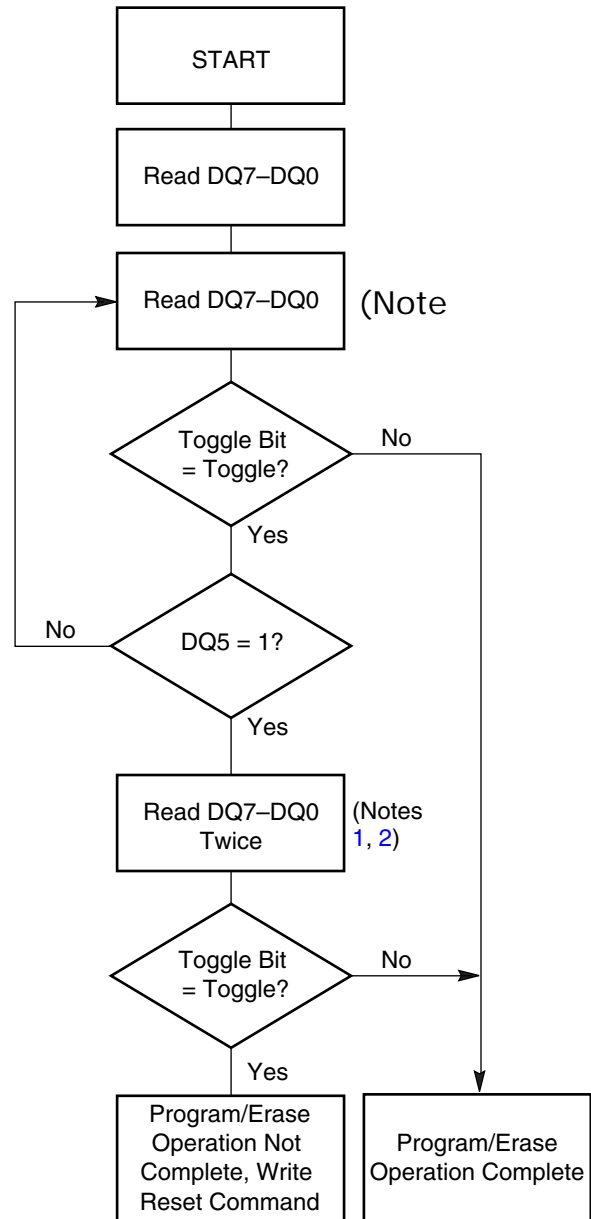 START
Read DQ7–DQ0
Read DQ7–DQ0
(Note
Toggle Bit
= Toggle?
No
Yes
No
DQ5 = 1?
Yes
Read DQ7–DQ0
Twice
(Notes
1, 2)
Toggle Bit
= Toggle?
No
Yes
Program/Erase
Operation Not
Complete, Write
Reset Command
Program/Erase
Operation Complete